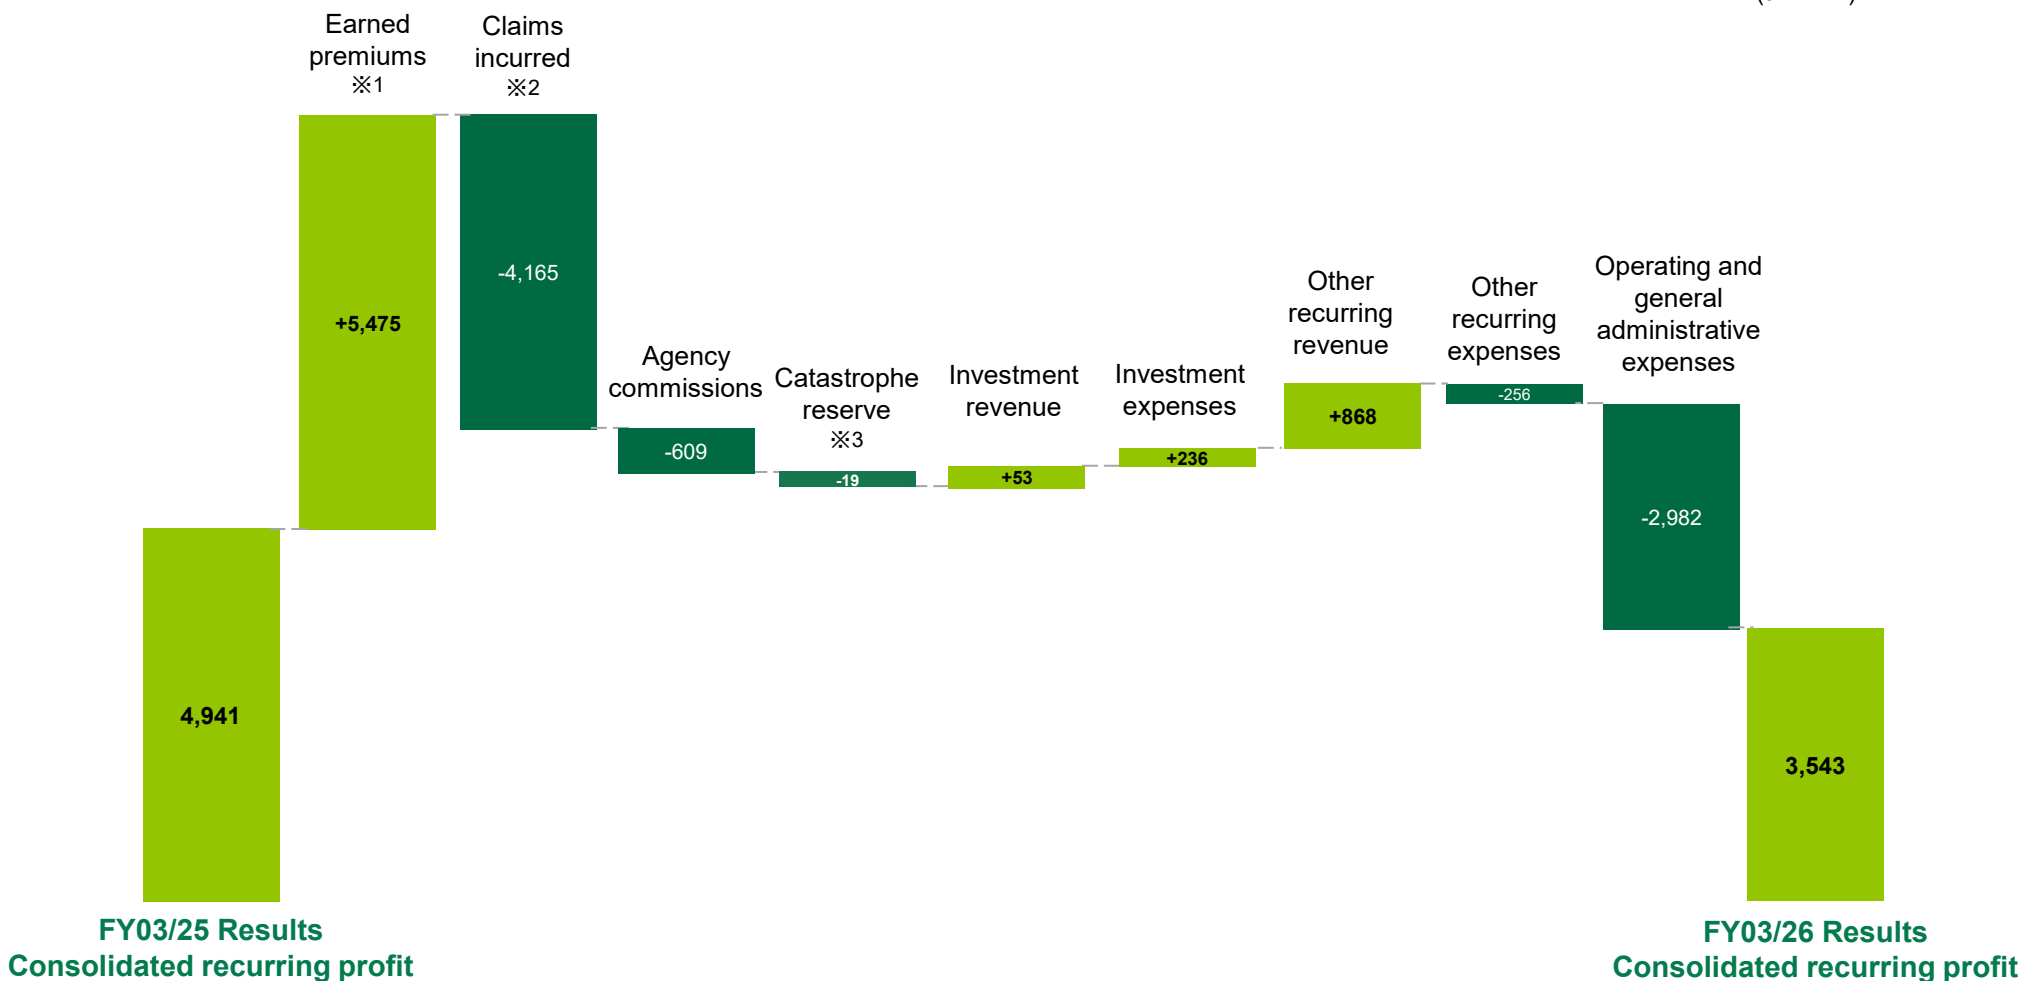 Earned
premiums
※1
Claims
incurred
※2
+5,475
-4,165
Agency
commissions
-609
Catastrophe
reserve
※3
-19
Investment
revenue
+53
Investment
expenses
+236
Other
recurring
revenue
+868
Other
recurring
expenses
-256
Operating and
general
administrative
expenses
-2,982
4,941
3,543
FY03/25 Results
Consolidated recurring profit
FY03/26 Results
Consolidated recurring profit